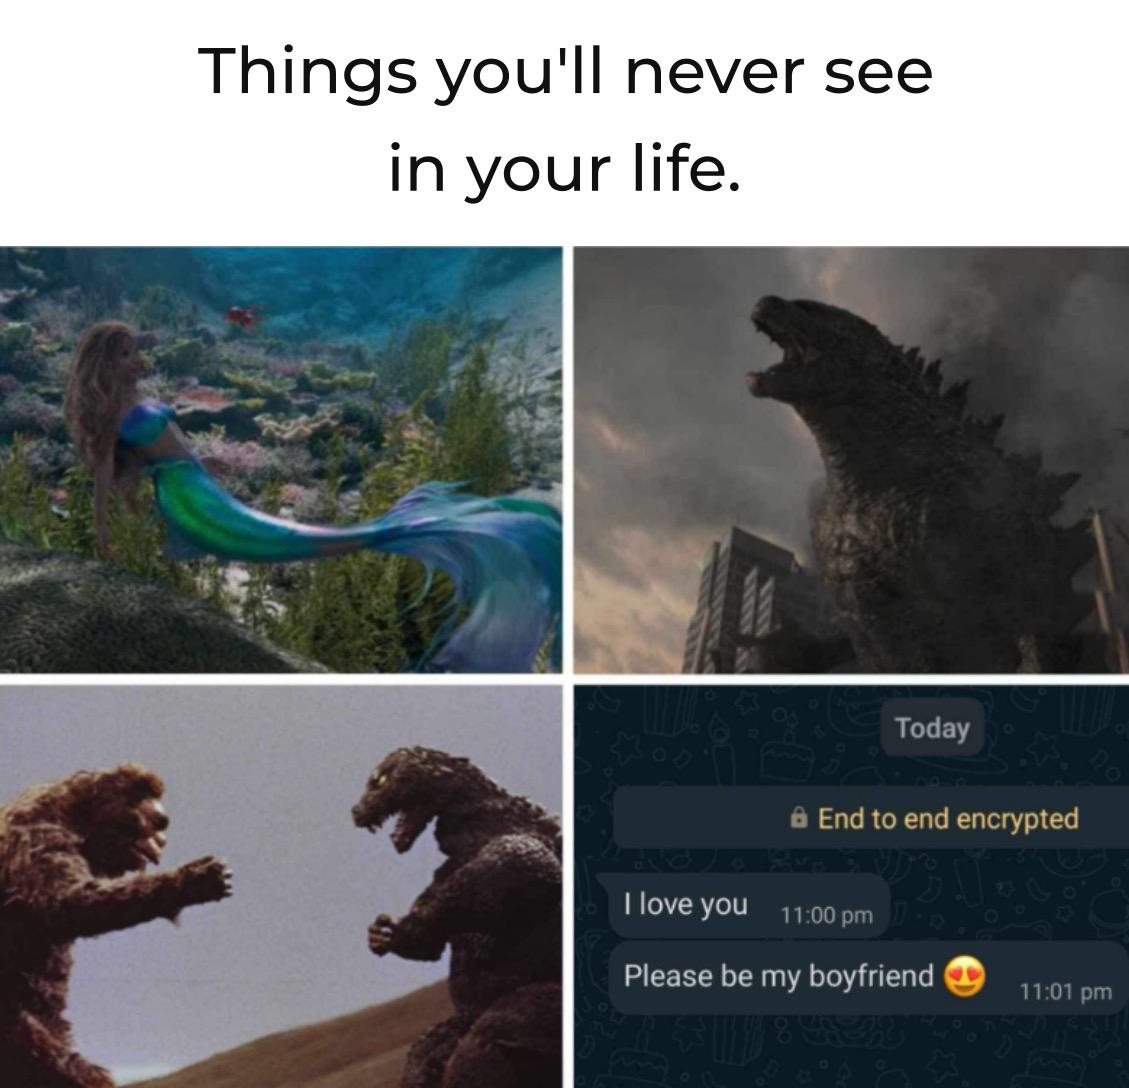 Things you'll never see
in your life.
Today
End to end encrypted
I love you 11:00 pm
Please be my boyfriend 😍 11:01 pm